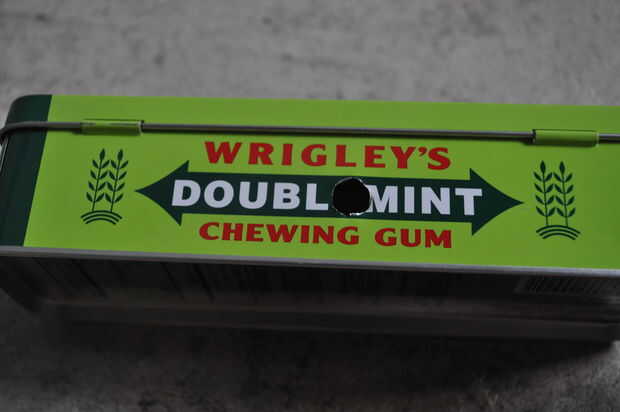 WRIGLEY'S
DOUBL MINT
CHEWING GUM